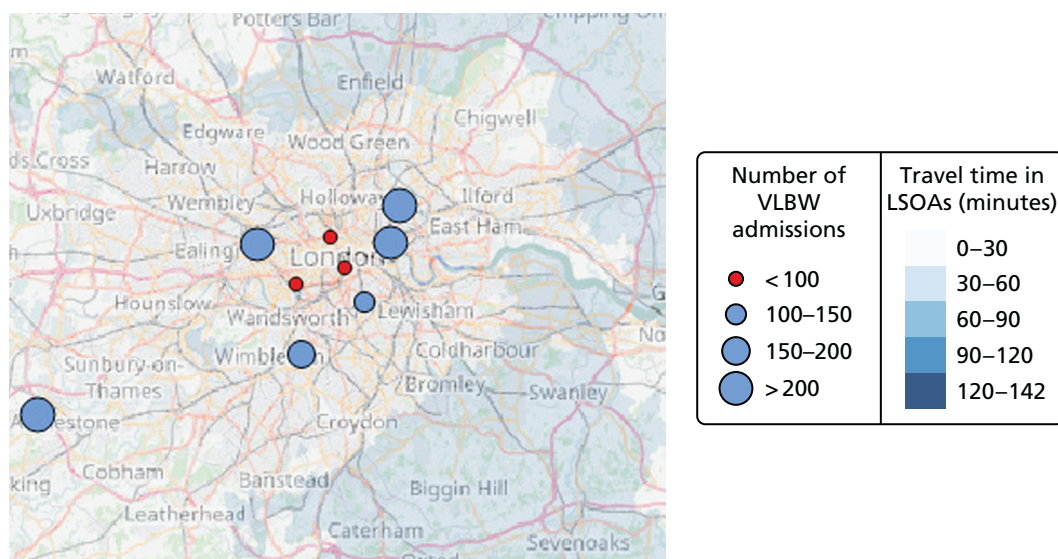 Potters Bar
Watford
Enfield
Chigwell
Edgware
Wood Green
ds Cross
Harrow
Wembley
Holloway
Ilford
Uxbridge
East Ham
Ealing
London
Hounslow
Wandsworth
Lewisham
Wimbledon
Coldharbour
Sunbury-on-
Thames
Bromley
Swanley
Croydon
Cobham
king
Banstead
Biggin Hill
Leatherhead
Caterham
Sevenoaks
Number of
VLBW
admissions
< 100
100–150
150–200
> 200
Travel time in
LSOAs (minutes)
0–30
30–60
60–90
90–120
120–142